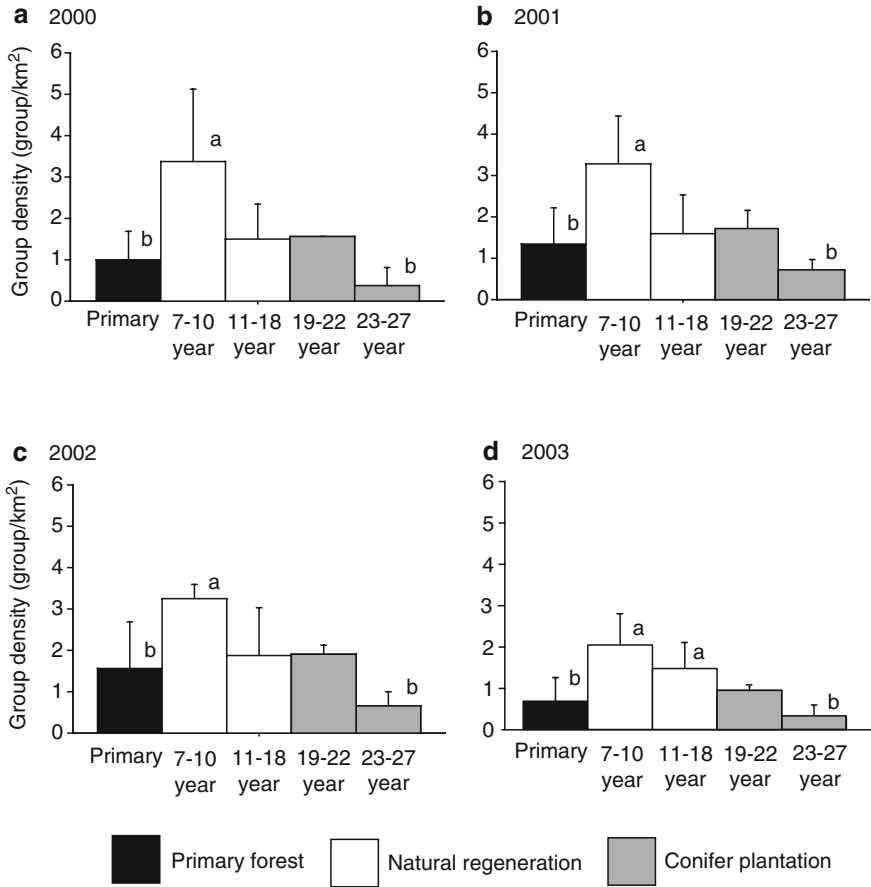 a 2000
Group density (group/km²)
6
5
4
3
2
1
0
b
a
b
Primary 7-10 11-18 19-22 23-27
year year year year
b 2001
6
5
4
3
2
1
0
b
a
b
Primary 7-10 11-18 19-22 23-27
year year year year
c 2002
Group density (group/km²)
6
5
4
3
2
1
0
b
a
b
Primary 7-10 11-18 19-22 23-27
year year year year
d 2003
6
5
4
3
2
1
0
b
a
a
b
Primary 7-10 11-18 19-22 23-27
year year year year
Primary forest Natural regeneration Conifer plantation